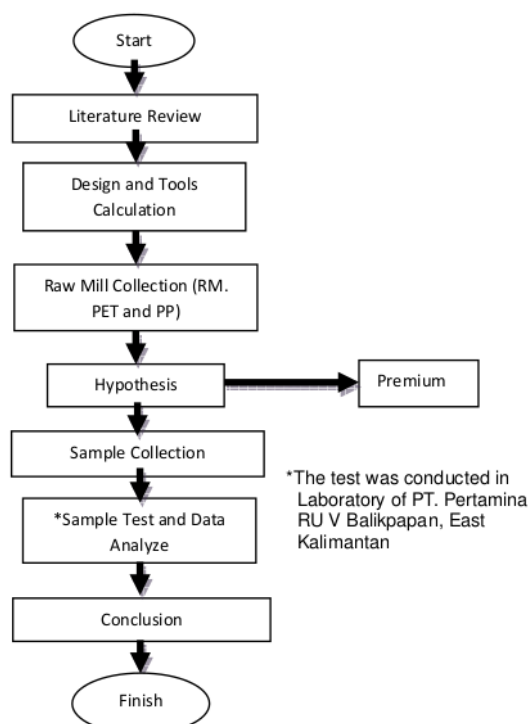 Start
Literature Review
Design and Tools
Calculation
Raw Mill Collection (RM.
PET and PP)
Hypothesis
Premium
Sample Collection
*Sample Test and Data
Analyze
*The test was conducted in
Laboratory of PT. Pertamina
RU V Balikpapan, East
Kalimantan
Conclusion
Finish